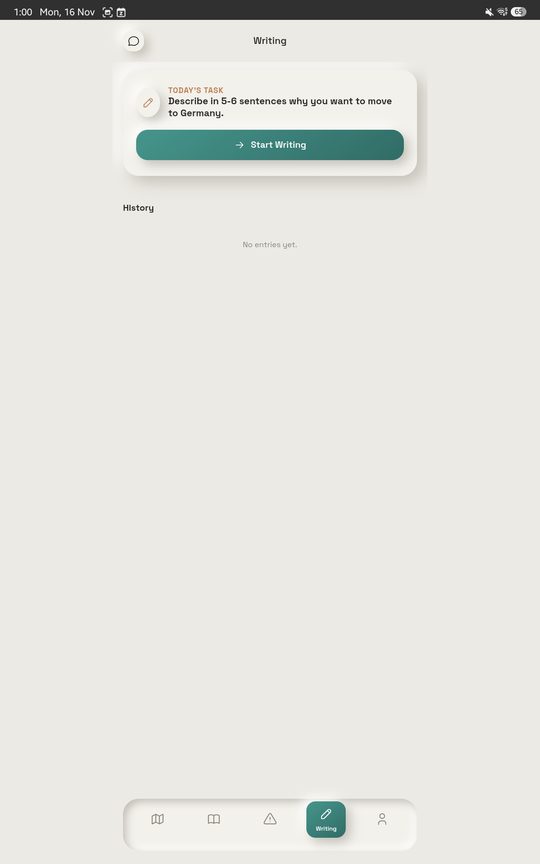 1:00 Mon, 16 Nov
65
Writing
TODAY'S TASK
Describe in 5-6 sentences why you want to move
to Germany.
Start Writing
History
No entries yet.
Writing